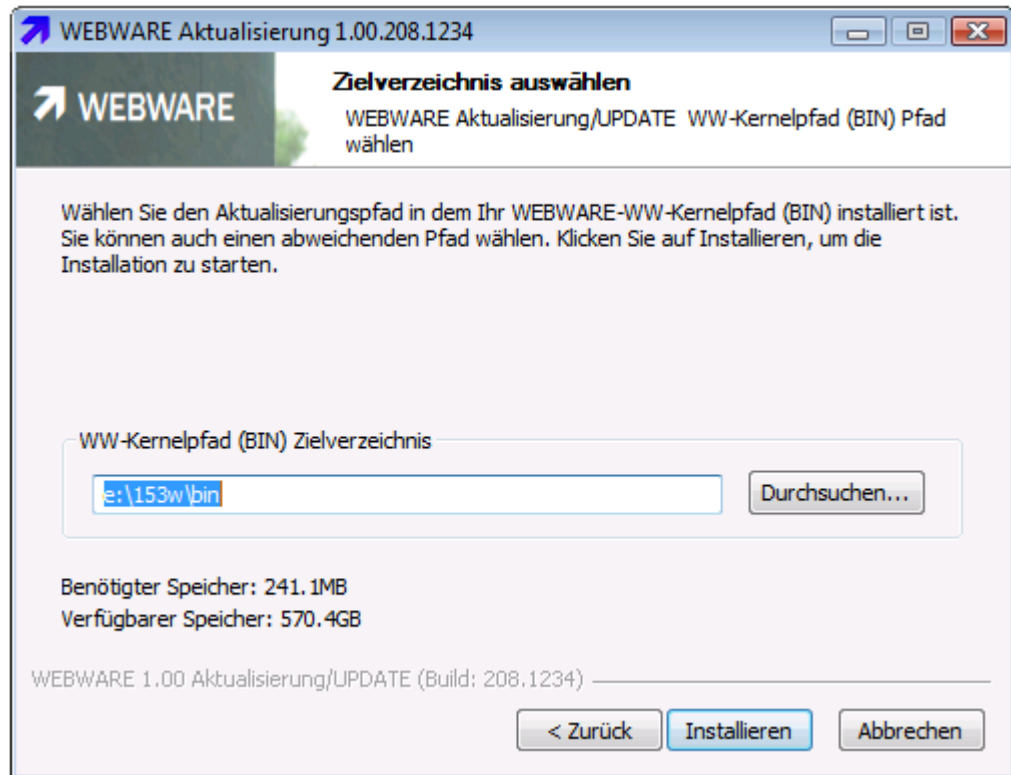 WEBWARE Aktualisierung 1.00.208.1234
WEBWARE
Zielverzeichnis auswählen
WEBWARE Aktualisierung/UPDATE WW-Kernelpfad (BIN) Pfad
wählen
Wählen Sie den Aktualisierungspfad in dem Ihr WEBWARE-WW-Kernelpfad (BIN) installiert ist.
Sie können auch einen abweichenden Pfad wählen. Klicken Sie auf Installieren, um die
Installation zu starten.
WW-Kernelpfad (BIN) Zielverzeichnis
e:\153w\bin
Durchsuchen...
Benötigter Speicher: 241.1MB
Verfügbarer Speicher: 570.4GB
WEBWARE 1.00 Aktualisierung/UPDATE (Build: 208.1234)
< Zurück
Installieren
Abbrechen